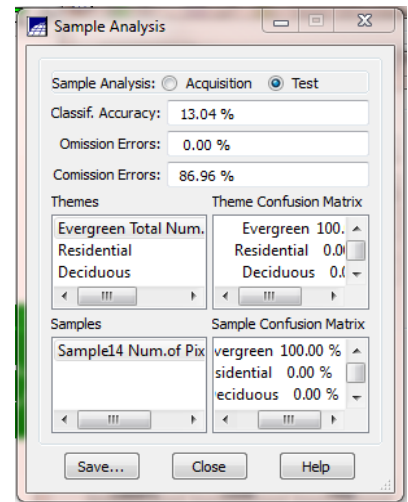 Sample Analysis
Sample Analysis: Acquisition Test
Classif. Accuracy: 13.04 %
Omission Errors: 0.00 %
Comission Errors: 86.96 %
Themes Theme Confusion Matrix
Evergreen Total Num. Evergreen 100.
Residential Residential 0.0
Deciduous Deciduous 0.
Samples Sample Confusion Matrix
Sample14 Num.of Pix vergreen 100.00 %
sidential 0.00 %
eciduous 0.00 %
Save... Close Help